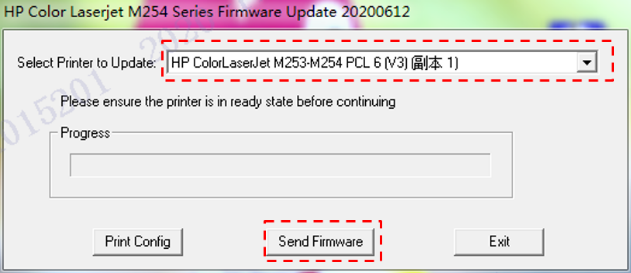 HP Color Laserjet M254 Series Firmware Update 20200612
Select Printer to Update: HP ColorLaserJet M253-M254 PCL 6 (V3) (副本 1)
Please ensure the printer is in ready state before continuing
Progress
Print Config Send Firmware Exit